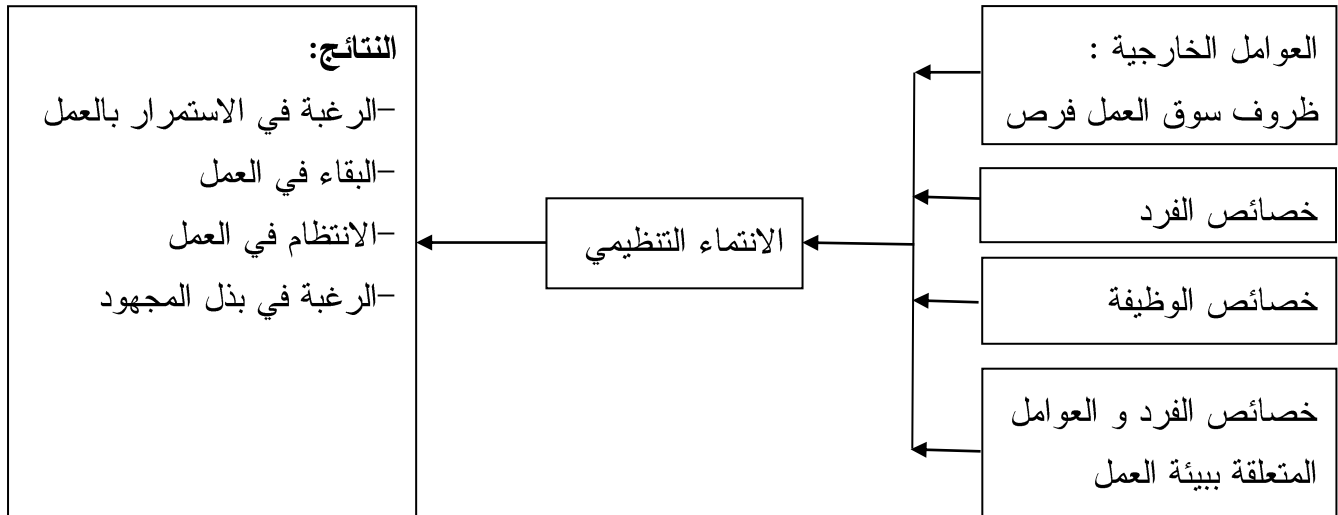 العوامل الخارجية :
ظروف سوق العمل فرص
خصائص الفرد
خصائص الوظيفة
خصائص الفرد و العوامل
المتعلقة ببيئة العمل
الانتماء التنظيمي
النتائج:
-الرغبة في الاستمرار بالعمل
-البقاء في العمل
-الانتظام في العمل
-الرغبة في بذل المجهود